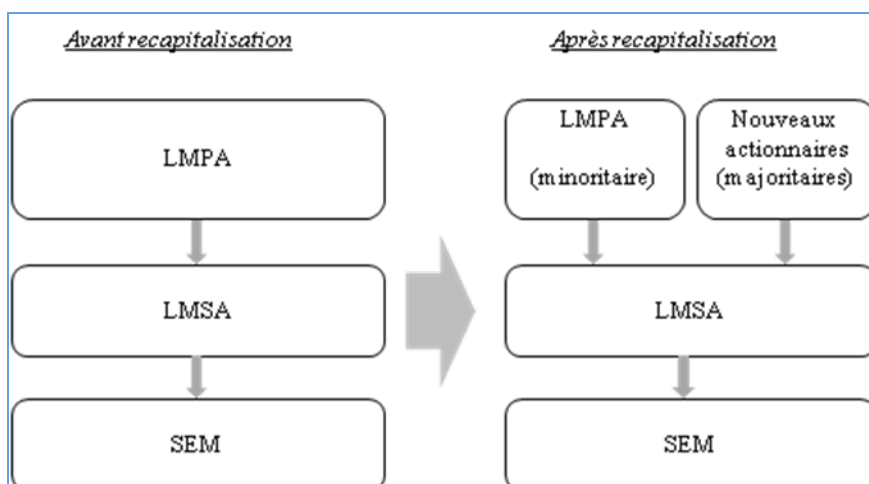 Avant recapitalisation
LMPA
LMSA
SEM
Après recapitalisation
LMPA
(minoritaire)
Nouveaux
actionnaires
(majoritaires)
LMSA
SEM